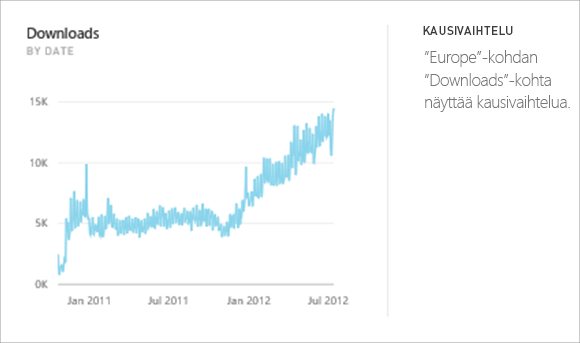 Downloads
BY DATE
15K
10K
5K
0K
Jan 2011 Jul 2011 Jan 2012 Jul 2012
KAUSIVAIHTELU
“Europe”-kohdan
“Downloads”-kohta
näyttää kausivaihtelua.